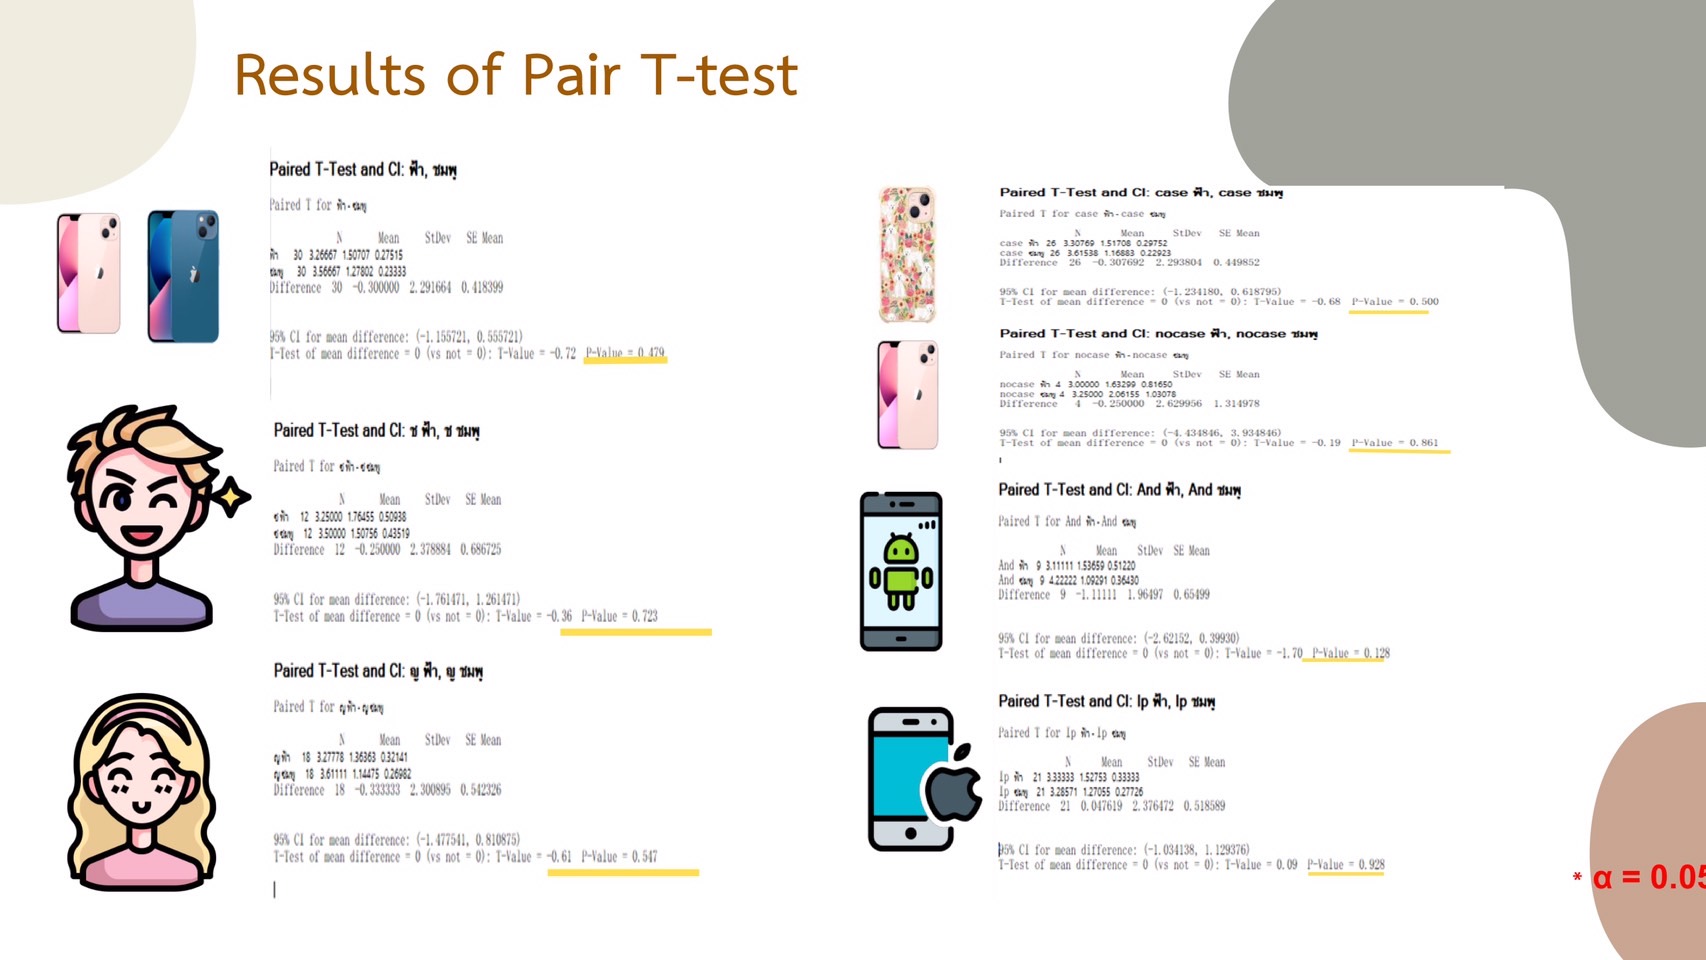 Results of Pair T-test
Paired T-Test and CI: ฟ้า, ชมพู
Paired T for ฟ้า - ชมพู
N Mean StDev SE Mean
ฟ้า 30 3.26667 1.50707 0.27515
ชมพู 30 3.56667 1.27802 0.23333
Difference 30 -0.300000 2.291664 0.418399
95% CI for mean difference: (-1.155721, 0.555721)
T-Test of mean difference = 0 (vs not = 0): T-Value = -0.72 P-Value = 0.479
Paired T-Test and CI: ช ฟ้า, ช ชมพู
Paired T for ช ฟ้า - ช ชมพู
N Mean StDev SE Mean
ช ฟ้า 12 3.25000 1.76455 0.50938
ช ชมพู 12 3.50000 1.50756 0.43519
Difference 12 -0.250000 2.378884 0.686725
95% CI for mean difference: (-1.761471, 1.261471)
T-Test of mean difference = 0 (vs not = 0): T-Value = -0.36 P-Value = 0.723
Paired T-Test and CI: ญ ฟ้า, ญ ชมพู
Paired T for ญ ฟ้า - ญ ชมพู
N Mean StDev SE Mean
ญ ฟ้า 18 3.27778 1.36363 0.32141
ญ ชมพู 18 3.61111 1.14475 0.26982
Difference 18 -0.333333 2.300895 0.542326
95% CI for mean difference: (-1.477541, 0.810875)
T-Test of mean difference = 0 (vs not = 0): T-Value = -0.61 P-Value = 0.547
Paired T-Test and CI: case ฟ้า, case ชมพู
Paired T for case ฟ้า - case ชมพู
N Mean StDev SE Mean
case ฟ้า 26 3.30769 1.51708 0.29752
case ชมพู 26 3.61538 1.16883 0.22923
Difference 26 -0.307692 2.293804 0.449852
95% CI for mean difference: (-1.234180, 0.618795)
T-Test of mean difference = 0 (vs not = 0): T-Value = -0.68 P-Value = 0.500
Paired T-Test and CI: nocase ฟ้า, nocase ชมพู
Paired T for nocase ฟ้า - nocase ชมพู
N Mean StDev SE Mean
nocase ฟ้า 4 3.00000 1.63299 0.81650
nocase ชมพู 4 3.25000 2.06155 1.03078
Difference 4 -0.250000 2.629956 1.314978
95% CI for mean difference: (-4.434846, 3.934846)
T-Test of mean difference = 0 (vs not = 0): T-Value = -0.19 P-Value = 0.861
Paired T-Test and CI: And ฟ้า, And ชมพู
Paired T for And ฟ้า - And ชมพู
N Mean StDev SE Mean
And ฟ้า 9 3.11111 1.53659 0.51220
And ชมพู 9 4.22222 1.09291 0.36430
Difference 9 -1.11111 1.96497 0.65499
95% CI for mean difference: (-2.62152, 0.39930)
T-Test of mean difference = 0 (vs not = 0): T-Value = -1.70 P-Value = 0.128
Paired T-Test and CI: Ip ฟ้า, Ip ชมพู
Paired T for Ip ฟ้า - Ip ชมพู
N Mean StDev SE Mean
Ip ฟ้า 21 3.33333 1.52753 0.33333
Ip ชมพู 21 3.28571 1.27055 0.27726
Difference 21 0.047619 2.376472 0.518589
95% CI for mean difference: (-1.034138, 1.129376)
T-Test of mean difference = 0 (vs not = 0): T-Value = 0.09 P-Value = 0.928
* α = 0.05